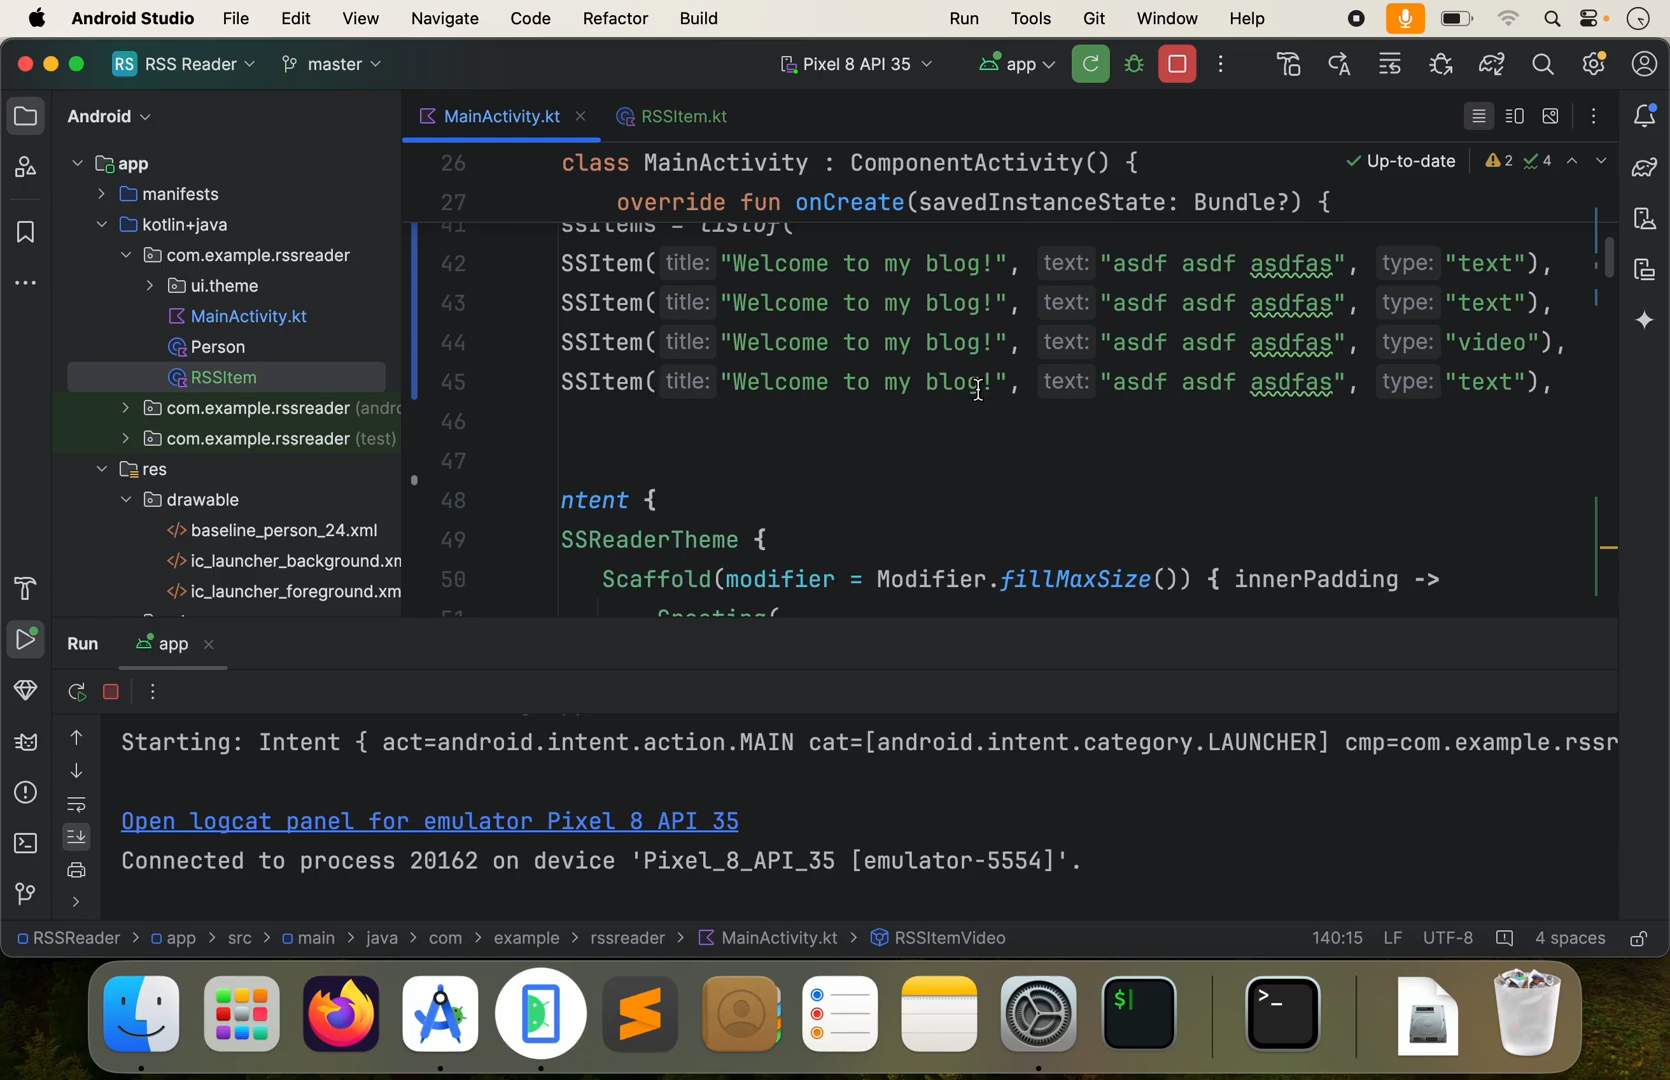 Android Studio File Edit View Navigate Code Refactor Build Run Tools Git Window Help
RS RSS Reader master Pixel 8 API 35 app
Android
MainActivity.kt
RSSItem.kt
app
manifests
kotlin+java
com.example.rssreader
ui.theme
MainActivity.kt
Person
RSSItem
com.example.rssreader (andro
com.example.rssreader (test)
res
drawable
baseline_person_24.xml
ic_launcher_background.xm
ic_launcher_foreground.xm
Up-to-date 2 4
26 class MainActivity : ComponentActivity() {
27 override fun onCreate(savedInstanceState: Bundle?) {
41 ssItems = listOf(
42 SSItem( title: "Welcome to my blog!", text: "asdf asdf asdfas", type: "text"),
43 SSItem( title: "Welcome to my blog!", text: "asdf asdf asdfas", type: "text"),
44 SSItem( title: "Welcome to my blog!", text: "asdf asdf asdfas", type: "video"),
45 SSItem( title: "Welcome to my blog!", text: "asdf asdf asdfas", type: "text"),
46
47
48 ntent {
49 SSReaderTheme {
50 Scaffold(modifier = Modifier.fillMaxSize()) { innerPadding ->
51 Greeting(
Run app
Starting: Intent { act=android.intent.action.MAIN cat=[android.intent.category.LAUNCHER] cmp=com.example.rssr
Open logcat panel for emulator Pixel 8 API 35
Connected to process 20162 on device 'Pixel_8_API_35 [emulator-5554]'.
RSSReader > app > src > main > java > com > example > rssreader > MainActivity.kt > RSSItemVideo 140:15 LF UTF-8 4 spaces